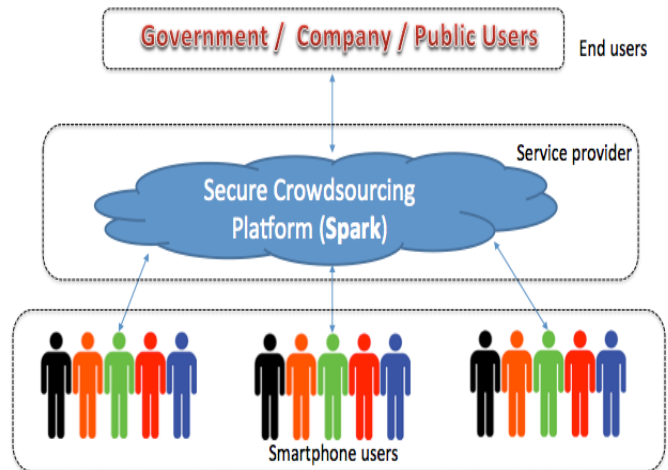 Government / Company / Public Users
End users
Service provider
Secure Crowdsourcing
Platform (Spark)
Smartphone users